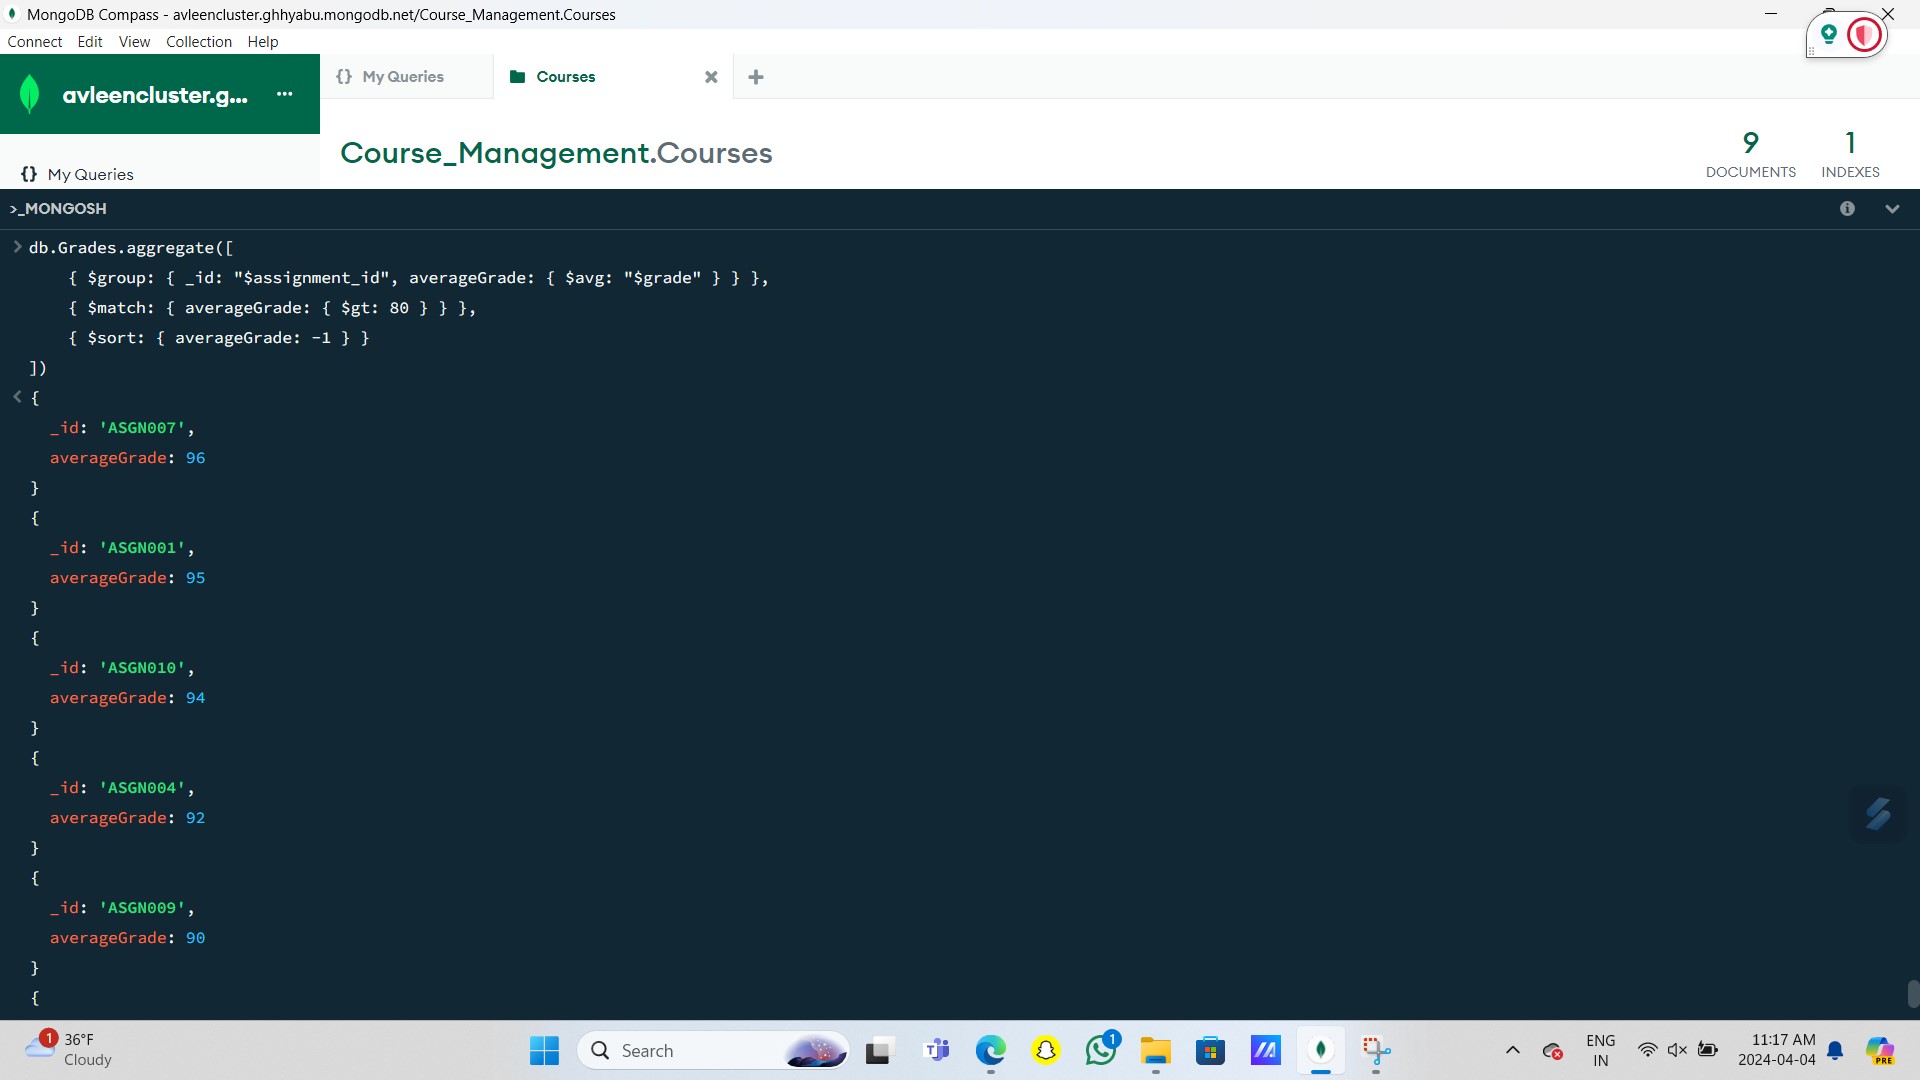 MongoDB Compass - avleencluster.ghhyabu.mongodb.net/Course_Management.Courses
Connect Edit View Collection Help
avleencluster.g... ...
{} My Queries
Courses
{} My Queries
Course_Management.Courses
9
DOCUMENTS
1
INDEXES
>_MONGOSH
> db.Grades.aggregate([
{ $group: { _id: "$assignment_id", averageGrade: { $avg: "$grade" } } },
{ $match: { averageGrade: { $gt: 80 } } },
{ $sort: { averageGrade: -1 } }
])
< {
_id: 'ASGN007',
averageGrade: 96
}
{
_id: 'ASGN001',
averageGrade: 95
}
{
_id: 'ASGN010',
averageGrade: 94
}
{
_id: 'ASGN004',
averageGrade: 92
}
{
_id: 'ASGN009',
averageGrade: 90
}
{
1
36°F
Cloudy
Search
1
ENG
IN
11:17 AM
2024-04-04
PRE